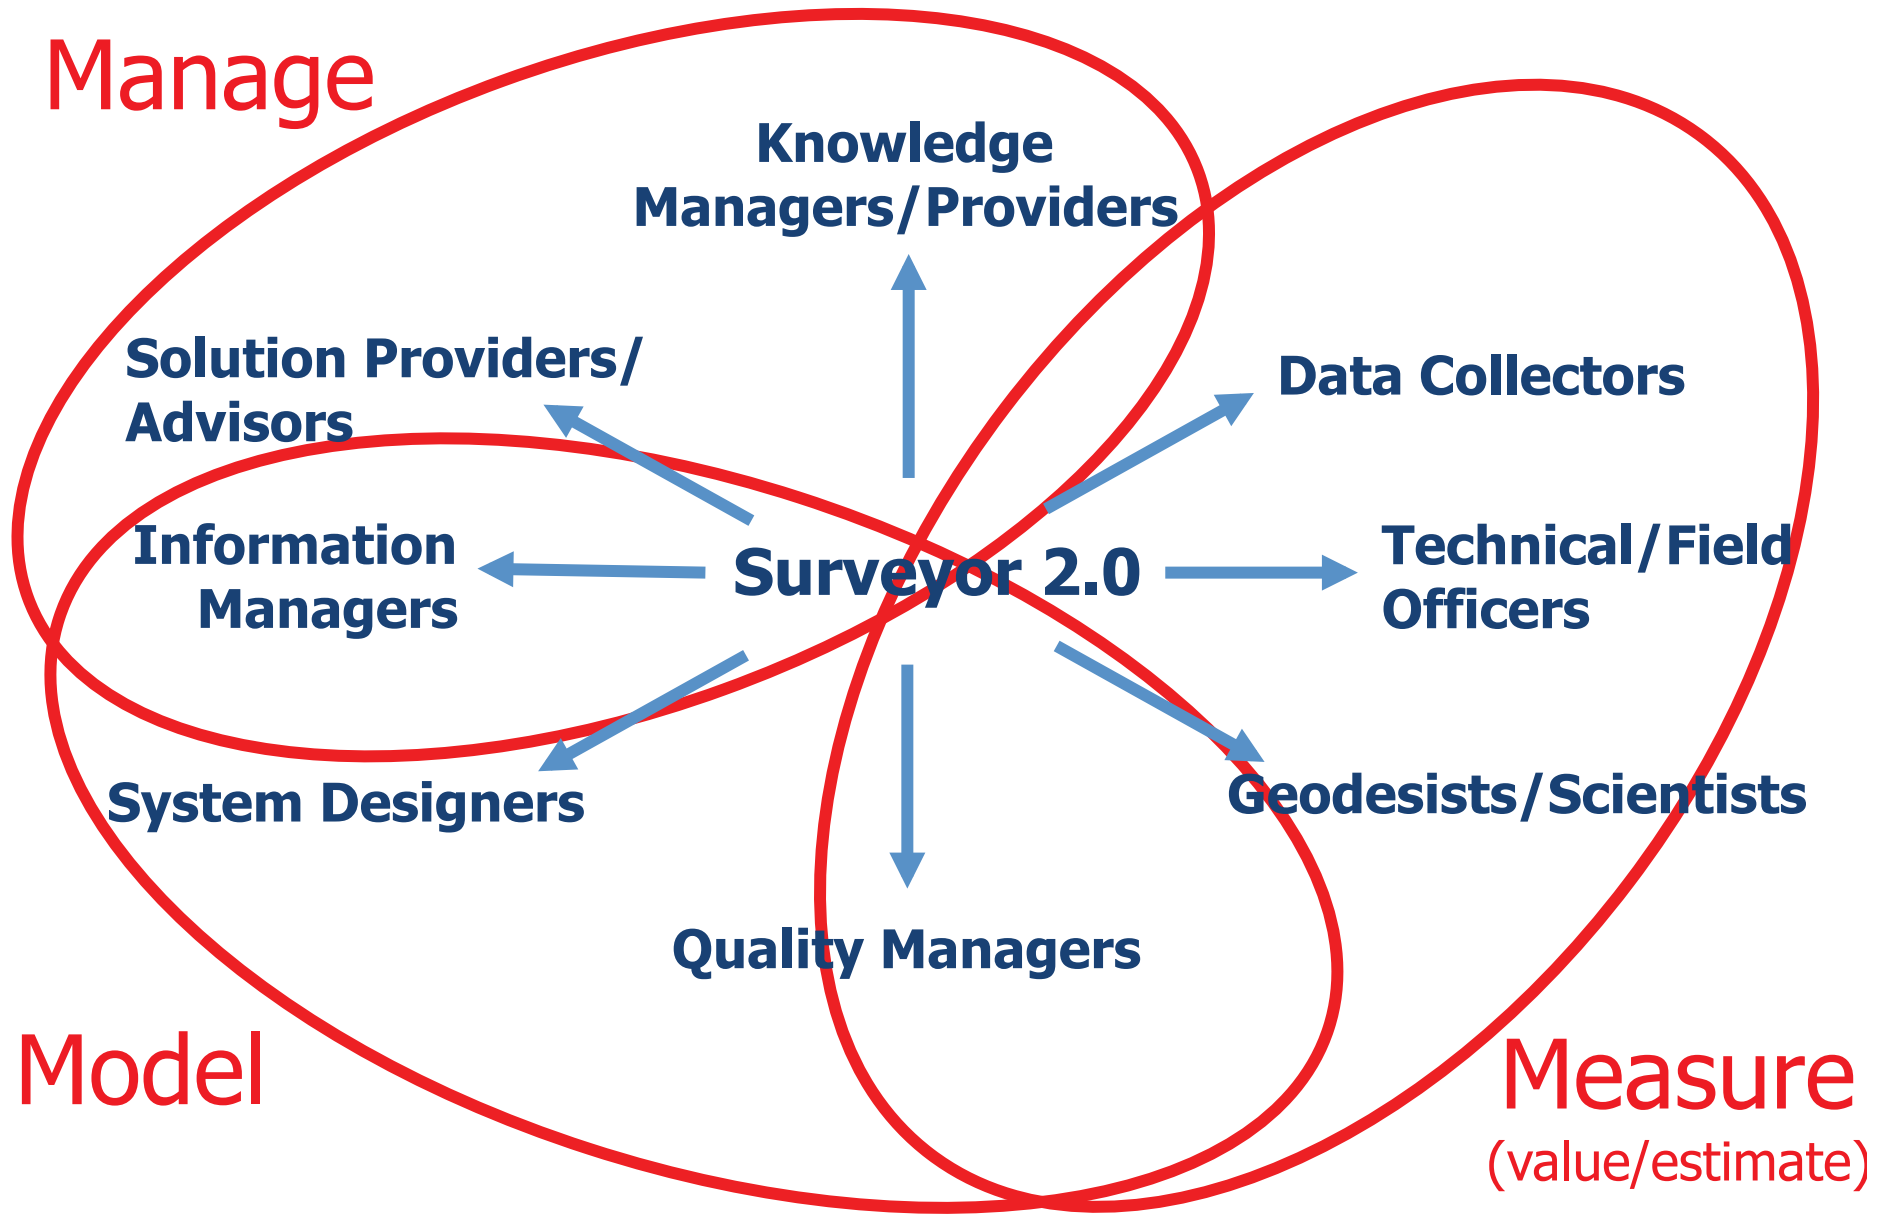 Manage
Knowledge
Managers/Providers
Solution Providers/
Advisors
Data Collectors
Information
Managers
Surveyor 2.0
Technical/Field
Officers
System Designers
Geodesists/Scientists
Quality Managers
Model
Measure
(value/estimate)